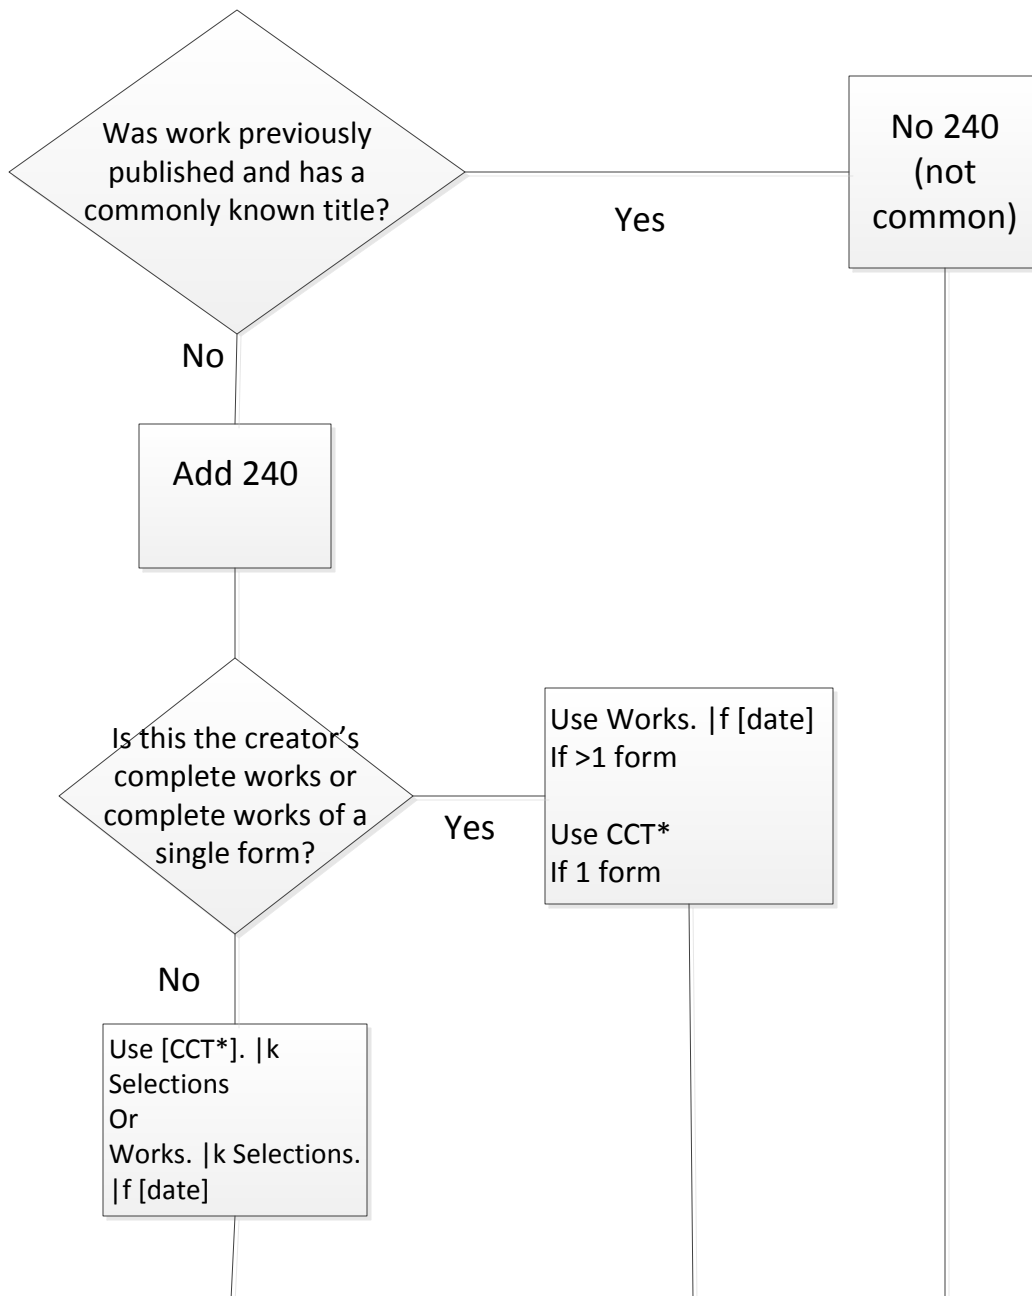 Was work previously
published and has a
commonly known title?
Yes
No 240
(not
common)
No
Add 240
Is this the creator’s
complete works or
complete works of a
single form?
Yes
Use Works. |f [date]
If >1 form
Use CCT*
If 1 form
No
Use [CCT*]. |k
Selections
Or
Works. |k Selections.
|f [date]